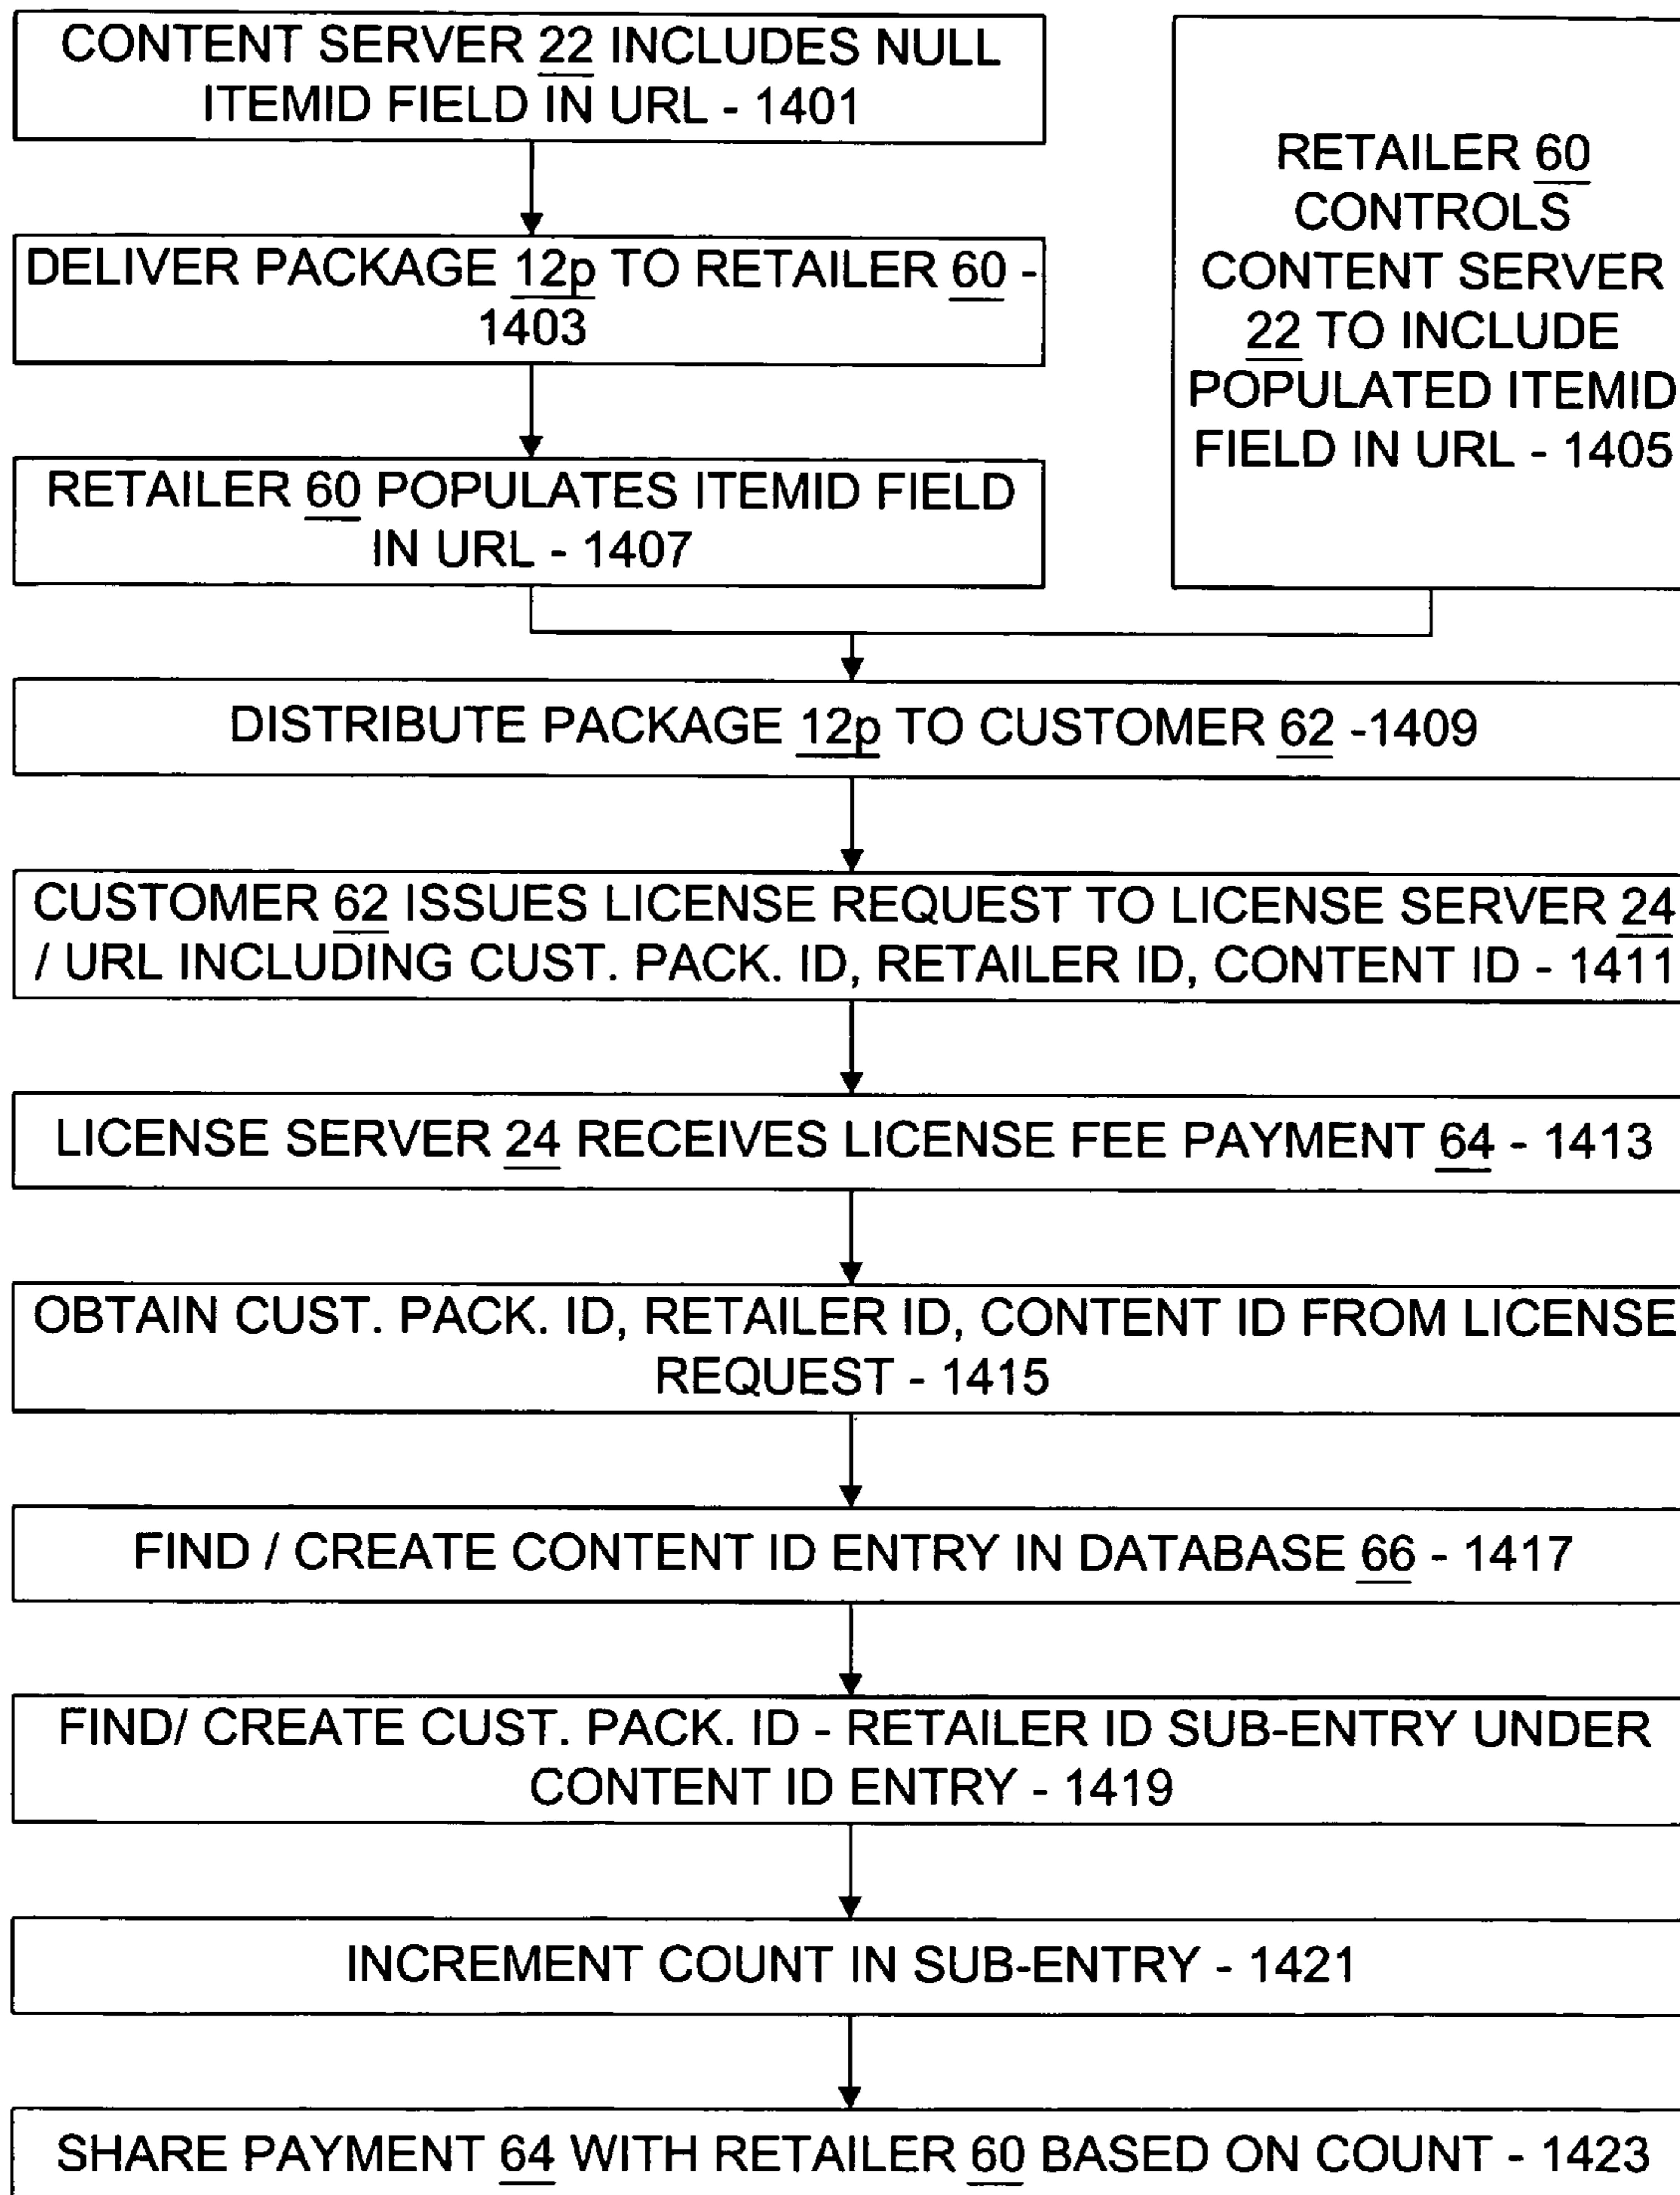 CONTENT SERVER 22 INCLUDES NULL
ITEMID FIELD IN URL - 1401
DELIVER PACKAGE 12p TO RETAILER 60 -
1403
RETAILER 60 POPULATES ITEMID FIELD
IN URL - 1407
RETAILER 60
CONTROLS
CONTENT SERVER
22 TO INCLUDE
POPULATED ITEMID
FIELD IN URL - 1405
DISTRIBUTE PACKAGE 12p TO CUSTOMER 62 -1409
CUSTOMER 62 ISSUES LICENSE REQUEST TO LICENSE SERVER 24
/ URL INCLUDING CUST. PACK. ID, RETAILER ID, CONTENT ID - 1411
LICENSE SERVER 24 RECEIVES LICENSE FEE PAYMENT 64 - 1413
OBTAIN CUST. PACK. ID, RETAILER ID, CONTENT ID FROM LICENSE
REQUEST - 1415
FIND / CREATE CONTENT ID ENTRY IN DATABASE 66 - 1417
FIND/ CREATE CUST. PACK. ID - RETAILER ID SUB-ENTRY UNDER
CONTENT ID ENTRY - 1419
INCREMENT COUNT IN SUB-ENTRY - 1421
SHARE PAYMENT 64 WITH RETAILER 60 BASED ON COUNT - 1423